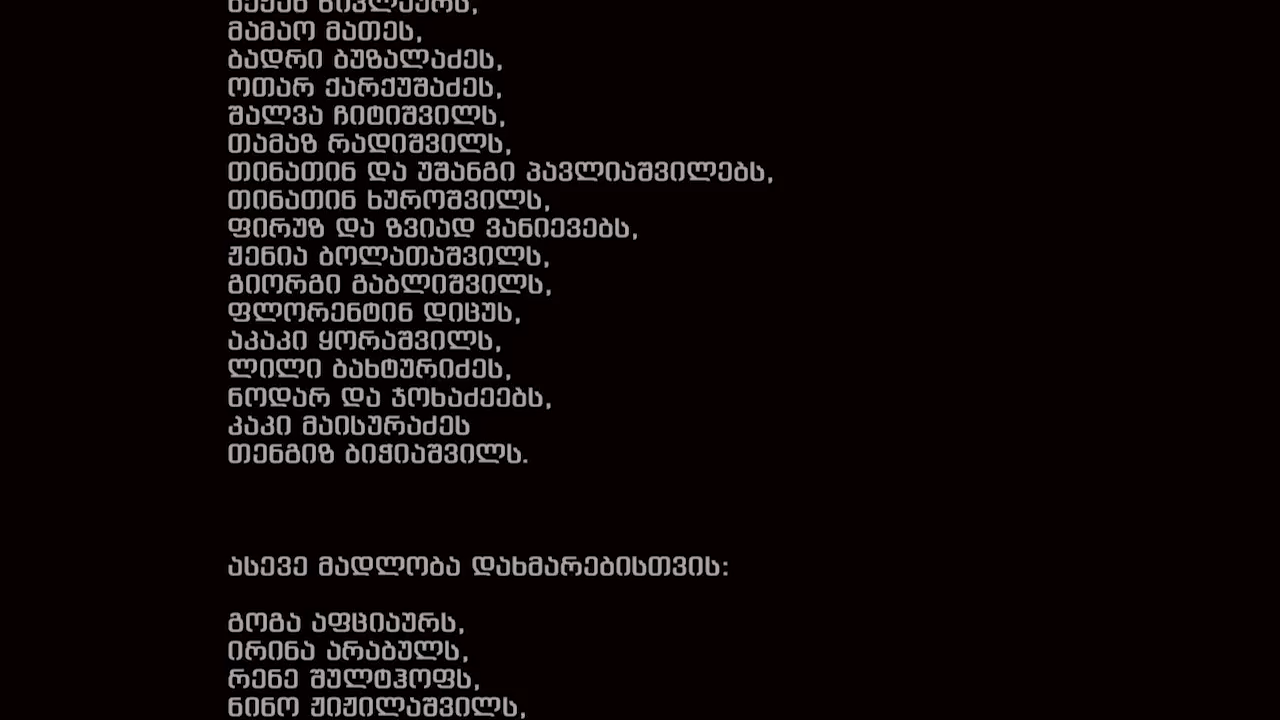 მამაო მათეს,
ბადრი ბუზალაძეს,
ოთარ ქარქუშაძეს,
შალვა ჩიტიშვილს,
თამაზ რადიშვილს,
თინათინ და უშანგი პავლიაშვილებს,
თინათინ ხუროშვილს,
ფირუზ და ზვიად ვანიევებს,
ჟენია ბოლათაშვილს,
გიორგი გაბლიშვილს,
ფლორენტინ დიცუს,
აკაკი ყორაშვილს,
ლილი ბახტურიძეს,
ნოდარ და ჯოხაძეებს,
კაკი მაისურაძეს
თენგიზ ბიჭიაშვილს.
ასევე მადლობა დახმარებისთვის:
გოგა აფციაურს,
ირინა არაბულს,
რენე შულტჰოფს,
ნინო ჟიჟილაშვილს,